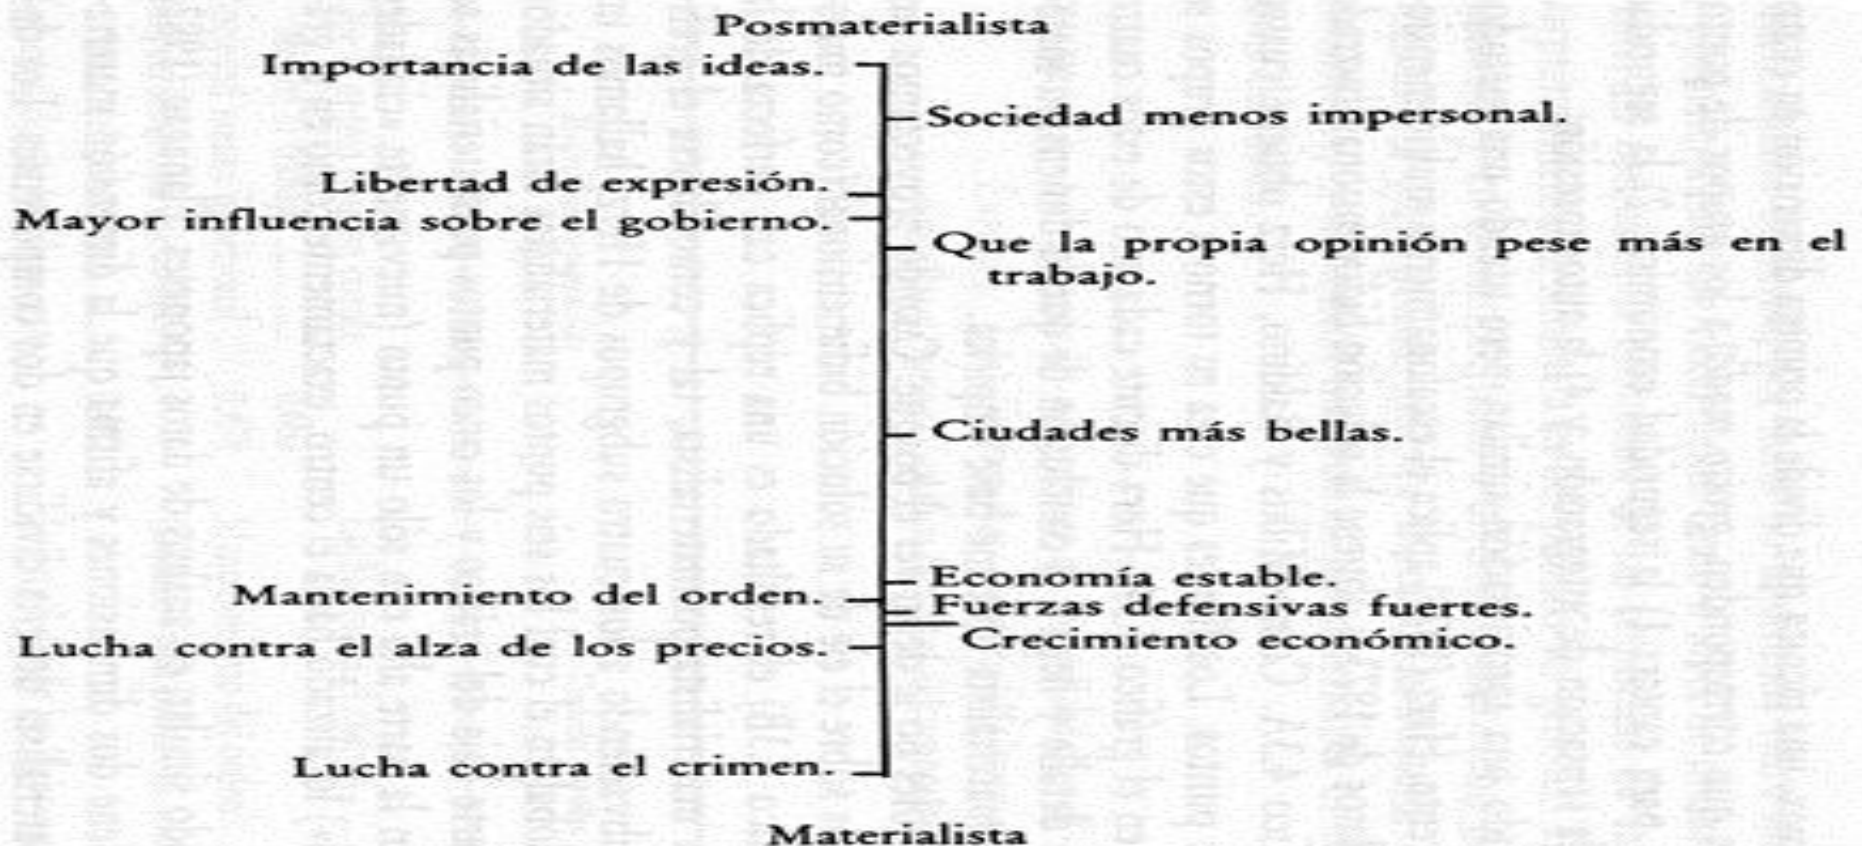 Posmaterialista
Importancia de las ideas.
Sociedad menos impersonal.
Libertad de expresión.
Mayor influencia sobre el gobierno.
Que la propia opinión pese más en el
trabajo.
Ciudades más bellas.
Economía estable.
Mantenimiento del orden.
Fuerzas defensivas fuertes.
Crecimiento económico.
Lucha contra el alza de los precios.
Lucha contra el crimen.
Materialista